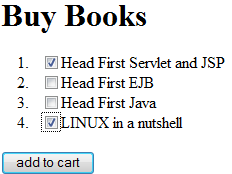 Buy Books
1. Head First Servlet and JSP
2. Head First EJB
3. Head First Java
4. LINUX in a nutshell
add to cart